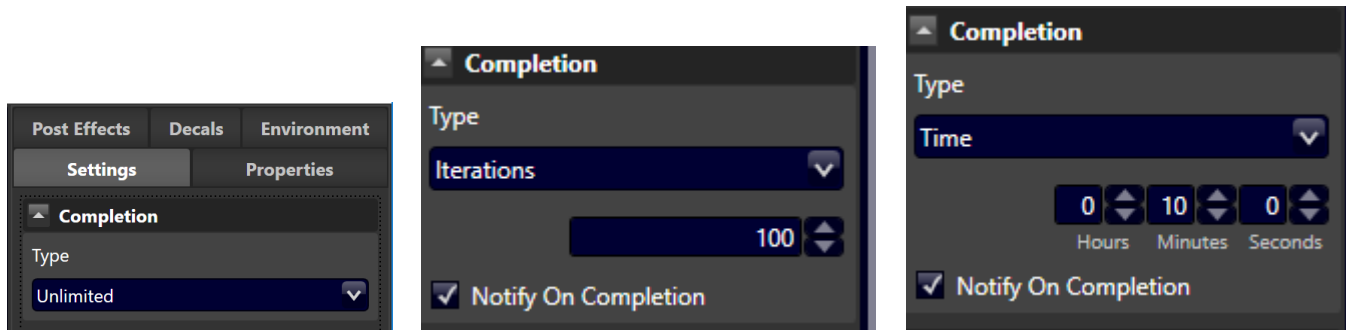 Post Effects Decals Environment
Settings Properties
Completion
Type
Unlimited
Completion
Type
Iterations
100
Notify On Completion
Completion
Type
Time
0 10 0
Hours Minutes Seconds
Notify On Completion